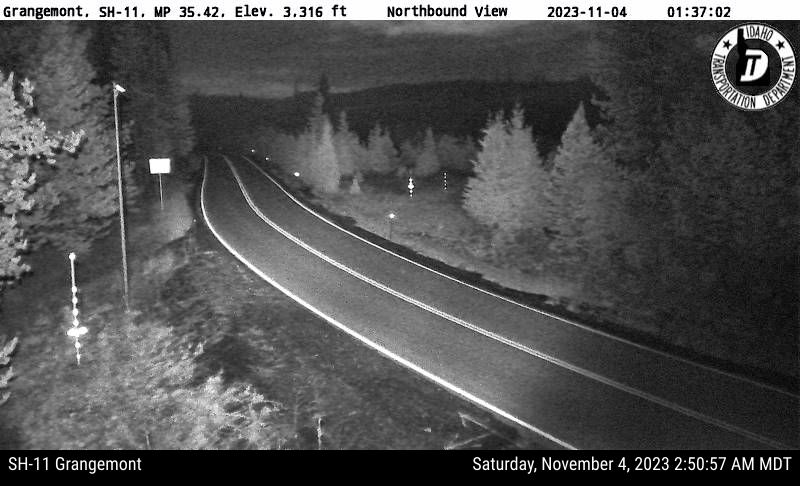 Grangemont, SH-11, MP 35.42, Elev. 3,316 ft Northbound View 2023-11-04 01:37:02
IDAHO
TRANSPORTATION DEPARTMENT
SH-11 Grangemont Saturday, November 4, 2023 2:50:57 AM MDT